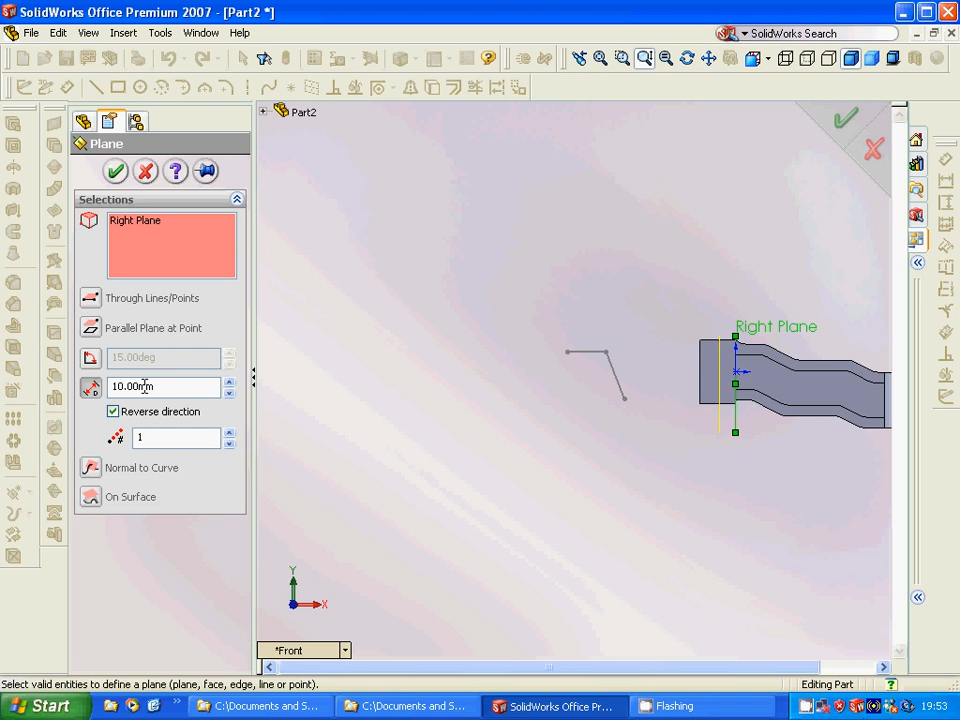 SolidWorks Office Premium 2007 - [Part2 *]
File Edit View Insert Tools Window Help
SolidWorks Search
Part2
Plane
Selections
Right Plane
Through Lines/Points
Parallel Plane at Point
15.00deg
10.00mm
Reverse direction
1
Normal to Curve
On Surface
Right Plane
Y
X
*Front
Select valid entities to define a plane (plane, face, edge, line or point).
Editing Part
Start
C:\Documents and S...
C:\Documents and S...
SolidWorks Office Pr...
Flashing
19:53